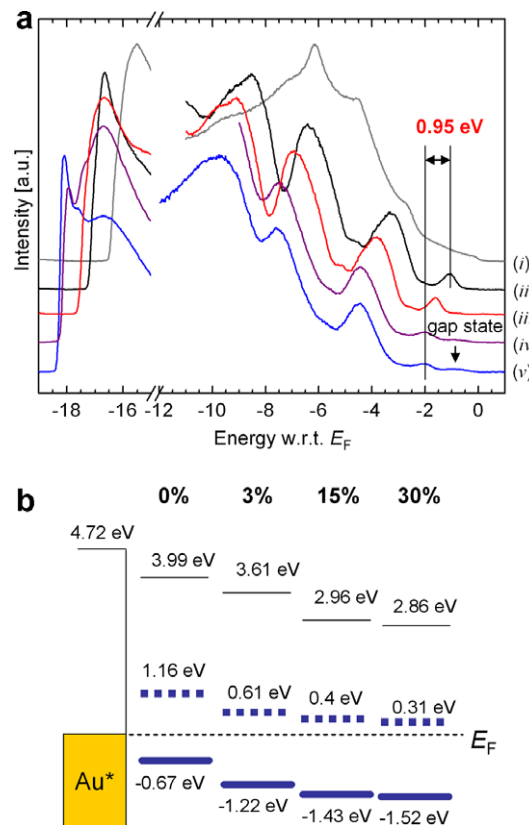 a
Intensity [a.u.]
0.95 eV
(i)
(ii
(ii
gap state
(iv
(v)
-18 -16 -12 -10 -8 -6 -4 -2 0
Energy w.r.t. EF
b
0% 3% 15% 30%
4.72 eV
3.99 eV
3.61 eV
2.96 eV
2.86 eV
1.16 eV
0.61 eV
0.4 eV
0.31 eV
EF
Au*
-0.67 eV
-1.22 eV
-1.43 eV
-1.52 eV